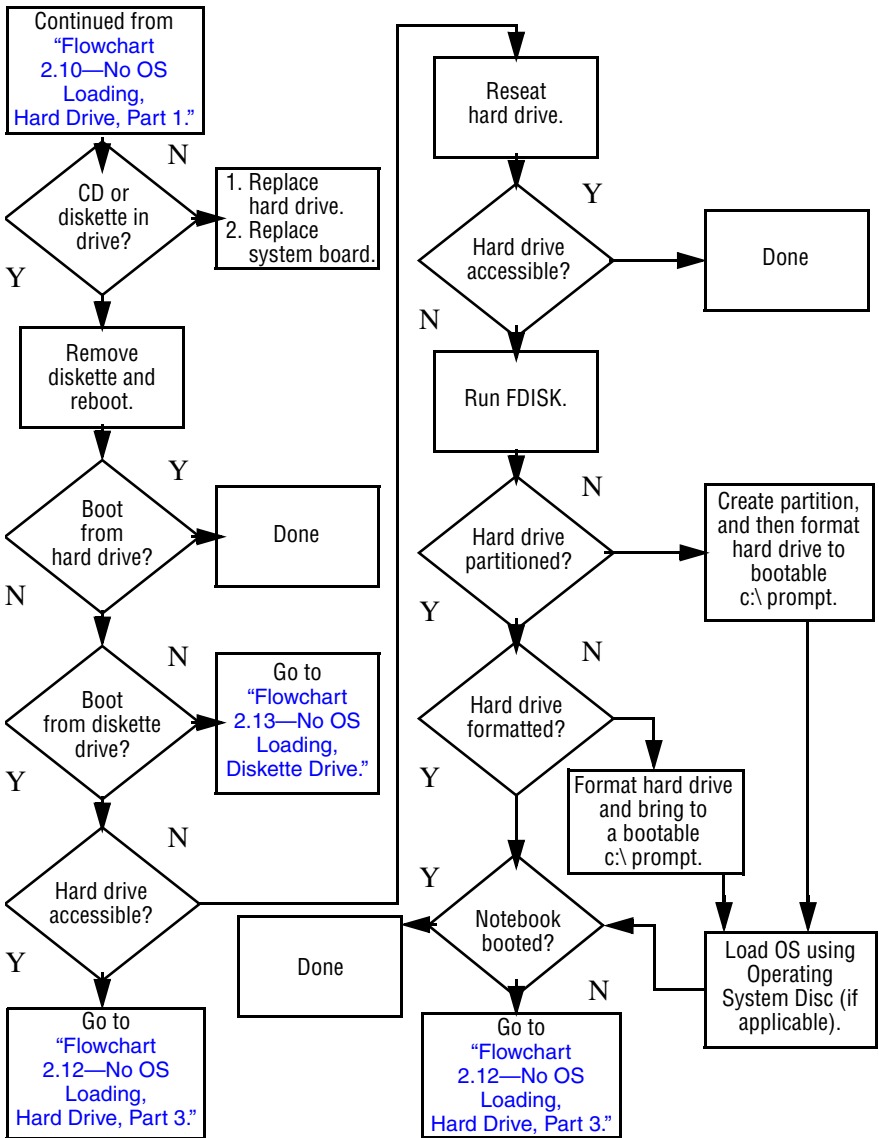 Continued from
“Flowchart
2.10—No OS
Loading,
Hard Drive, Part 1.”
N
CD or
diskette in
drive?
1. Replace
hard drive.
2. Replace
system board.
Y
Remove
diskette and
reboot.
Y
Boot
from
hard drive?
Done
N
N
Boot
from diskette
drive?
Go to
“Flowchart
2.13—No OS
Loading,
Diskette Drive.”
Y
N
Hard drive
accessible?
Y
Go to
“Flowchart
2.12—No OS
Loading,
Hard Drive, Part 3.”
Reseat
hard drive.
Y
Hard drive
accessible?
Done
N
Run FDISK.
N
Hard drive
partitioned?
Create partition,
and then format
hard drive to
bootable
c:\ prompt.
Y
N
Hard drive
formatted?
Y
Format hard drive
and bring to
a bootable
c:\ prompt.
Y
Notebook
booted?
Done
Load OS using
Operating
System Disc (if
applicable).
N
Go to
“Flowchart
2.12—No OS
Loading,
Hard Drive, Part 3.”